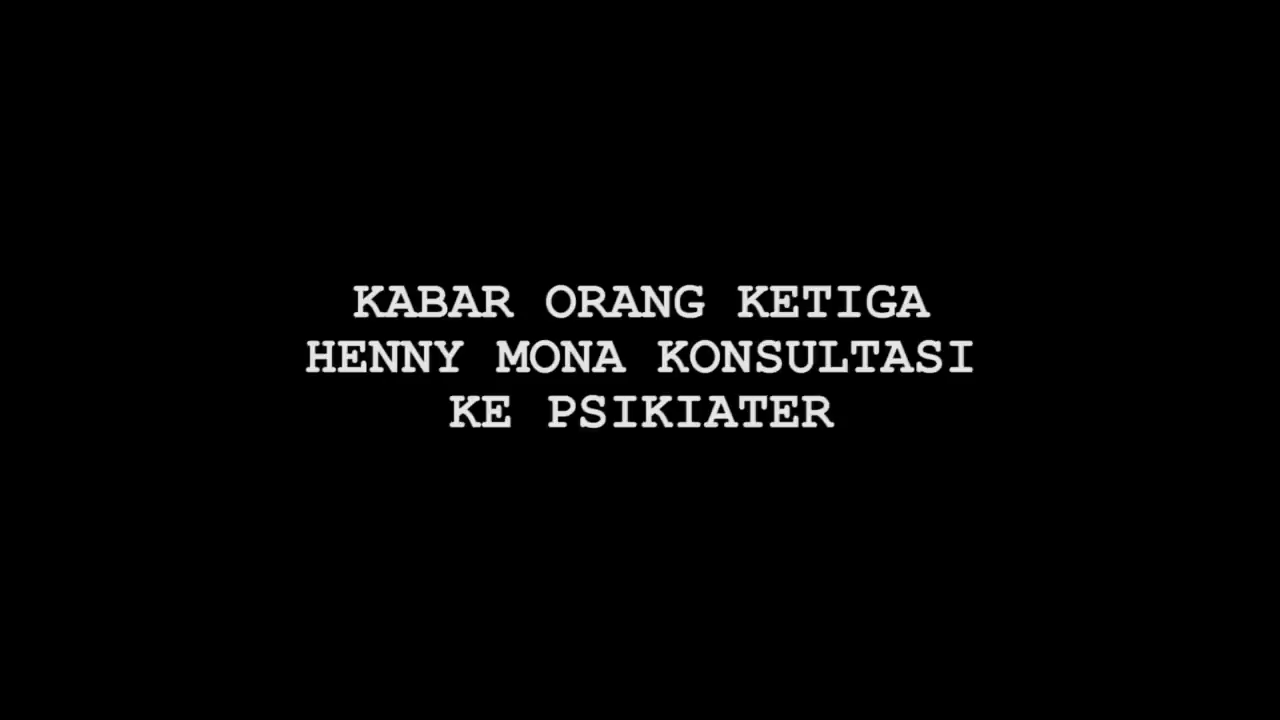 KABAR ORANG KETIGA
HENNY MONA KONSULTASI
KE PSIKIATER